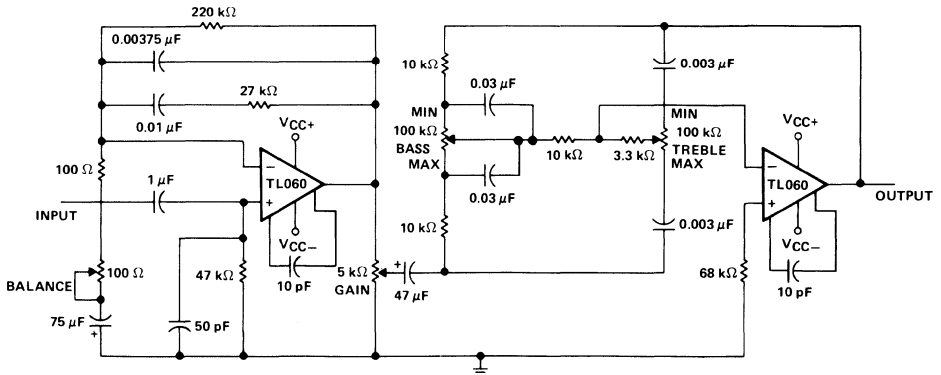 220 kΩ
0.00375 µF
27 kΩ
0.01 µF
VCC+
100 Ω
1 µF
INPUT
−
TL060
+
VCC−
100 Ω
BALANCE
47 kΩ
10 pF
75 µF
+
50 pF
5 kΩ
GAIN
+
47 µF
10 kΩ
0.03 µF
MIN
100 kΩ
BASS
MAX
0.03 µF
10 kΩ
10 kΩ
3.3 kΩ
0.003 µF
MIN
100 kΩ
TREBLE
MAX
0.003 µF
VCC+
−
TL060
+
OUTPUT
VCC−
68 kΩ
10 pF